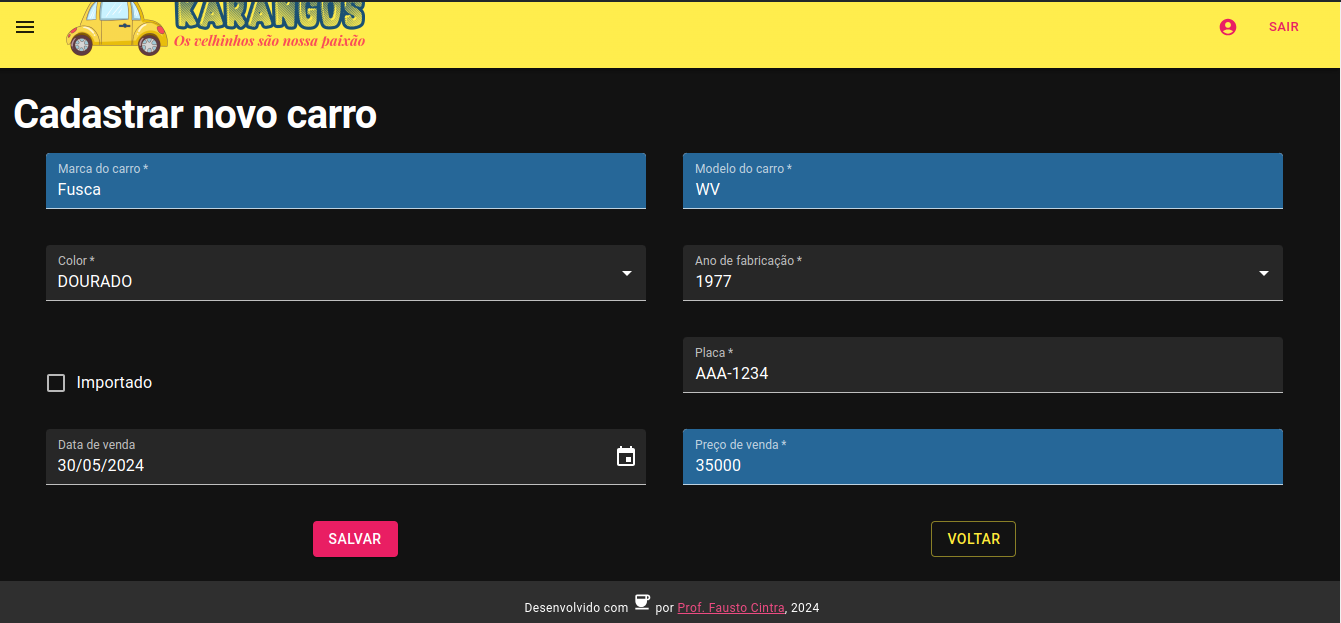 KARANGOS
Os velhinhos são nossa paixão
SAIR
Cadastrar novo carro
Marca do carro *
Fusca
Modelo do carro *
WV
Color *
DOURADO
Ano de fabricação *
1977
Importado
Placa *
AAA-1234
Data de venda
30/05/2024
Preço de venda *
35000
SALVAR
VOLTAR
Desenvolvido com por Prof. Fausto Cintra, 2024